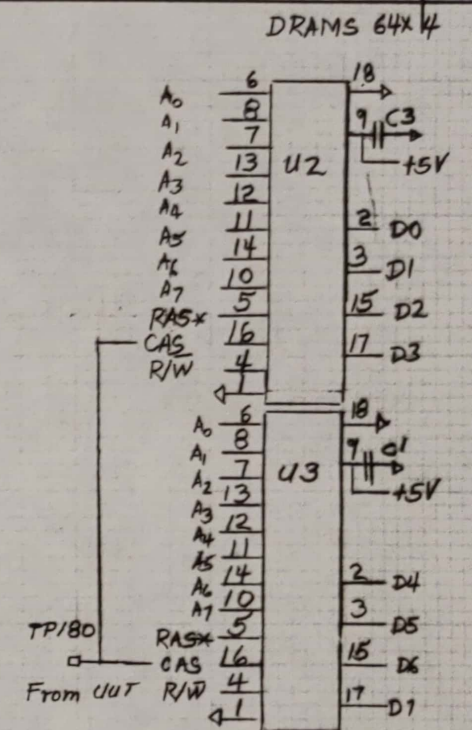 DRAMS 64X4
6 18
A0
8 9 C3
A1
7
A2 U2 +5V
13
A3
12
A4
11 2 D0
A5
14 3 D1
A6
10
A7
5 15 D2
RAS*
16 17 D3
CAS
4
R/W
1
6 18
A0
8 9 C1
A1
7 U3
A2 +5V
13
A3
12
A4
11
A5
14 2 D4
A6
10
A7 3 D5
5
TP180
RAS*
CAS 16 15 D6
From UUT R/W 4
17 D7
1